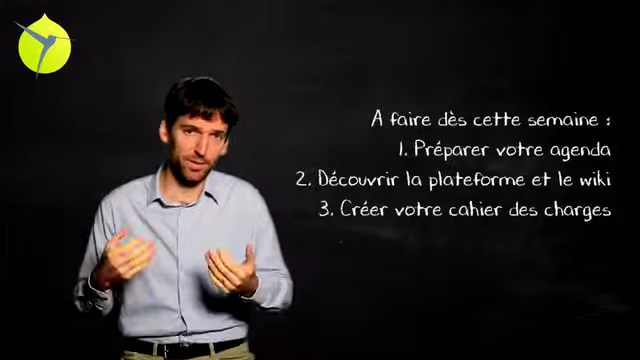 A faire dès cette semaine :
1. Préparer votre agenda
2. Découvrir la plateforme et le wiki
3. Créer votre cahier des charges